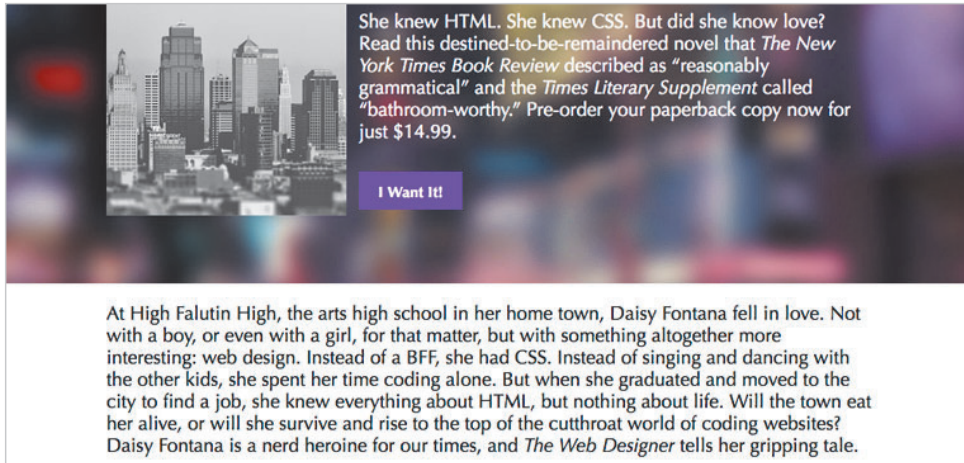 She knew HTML. She knew CSS. But did she know love?
Read this destined-to-be-remaindered novel that The New
York Times Book Review described as “reasonably
grammatical” and the Times Literary Supplement called
“bathroom-worthy.” Pre-order your paperback copy now for
just $14.99.
I Want It!
At High Falutin High, the arts high school in her home town, Daisy Fontana fell in love. Not
with a boy, or even with a girl, for that matter, but with something altogether more
interesting: web design. Instead of a BFF, she had CSS. Instead of singing and dancing with
the other kids, she spent her time coding alone. But when she graduated and moved to the
city to find a job, she knew everything about HTML, but nothing about life. Will the town eat
her alive, or will she survive and rise to the top of the cutthroat world of coding websites?
Daisy Fontana is a nerd heroine for our times, and The Web Designer tells her gripping tale.